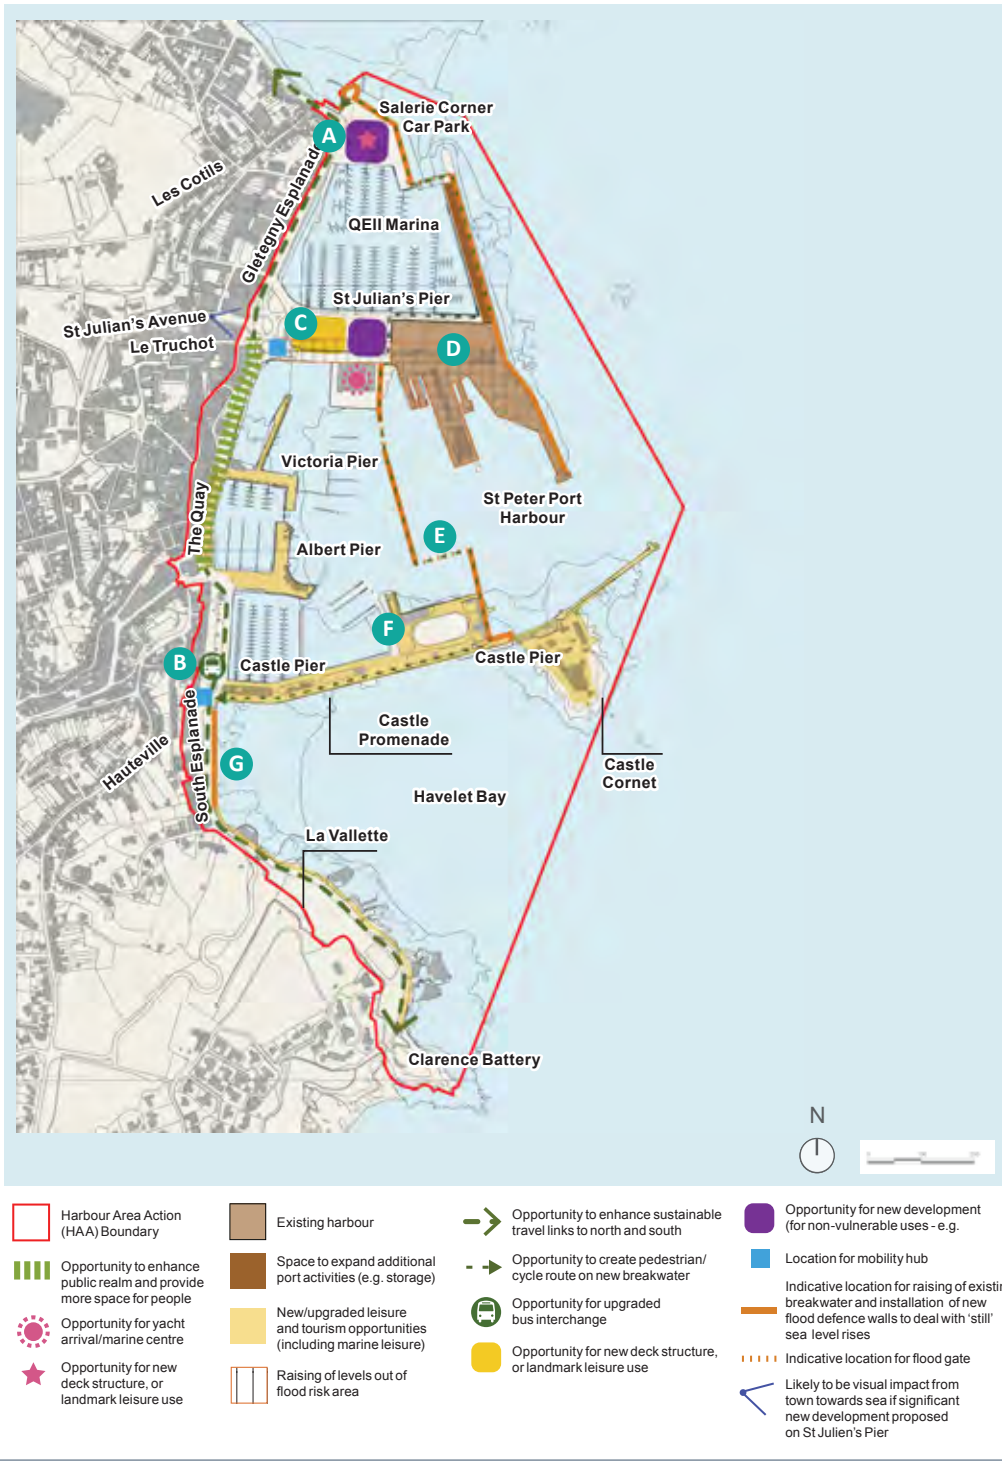 Salerie Corner
Car Park
A
Les Cotils
Glategny Esplanade
QEII Marina
St Julian's Pier
St Julian's Avenue
Le Truchot
C
D
Victoria Pier
St Peter Port
Harbour
The Quay
E
Albert Pier
F
B
Castle Pier
Castle Pier
Castle
Promenade
South Esplanade
Hauteville
G
Castle
Cornet
Havelet Bay
La Vallette
Clarence Battery
N
Harbour Area Action
(HAA) Boundary
Opportunity to enhance
public realm and provide
more space for people
Opportunity for yacht
arrival/marine centre
Opportunity for new
deck structure, or
landmark leisure use
Existing harbour
Space to expand additional
port activities (e.g. storage)
New/upgraded leisure
and tourism opportunities
(including marine leisure)
Raising of levels out of
flood risk area
Opportunity to enhance sustainable
travel links to north and south
Opportunity to create pedestrian/
cycle route on new breakwater
Opportunity for upgraded
bus interchange
Opportunity for new deck structure,
or landmark leisure use
Opportunity for new development
(for non-vulnerable uses - e.g.
Location for mobility hub
Indicative location for raising of existin
breakwater and installation of new
flood defence walls to deal with 'still'
sea level rises
Indicative location for flood gate
Likely to be visual impact from
town towards sea if significant
new development proposed
on St Julien's Pier